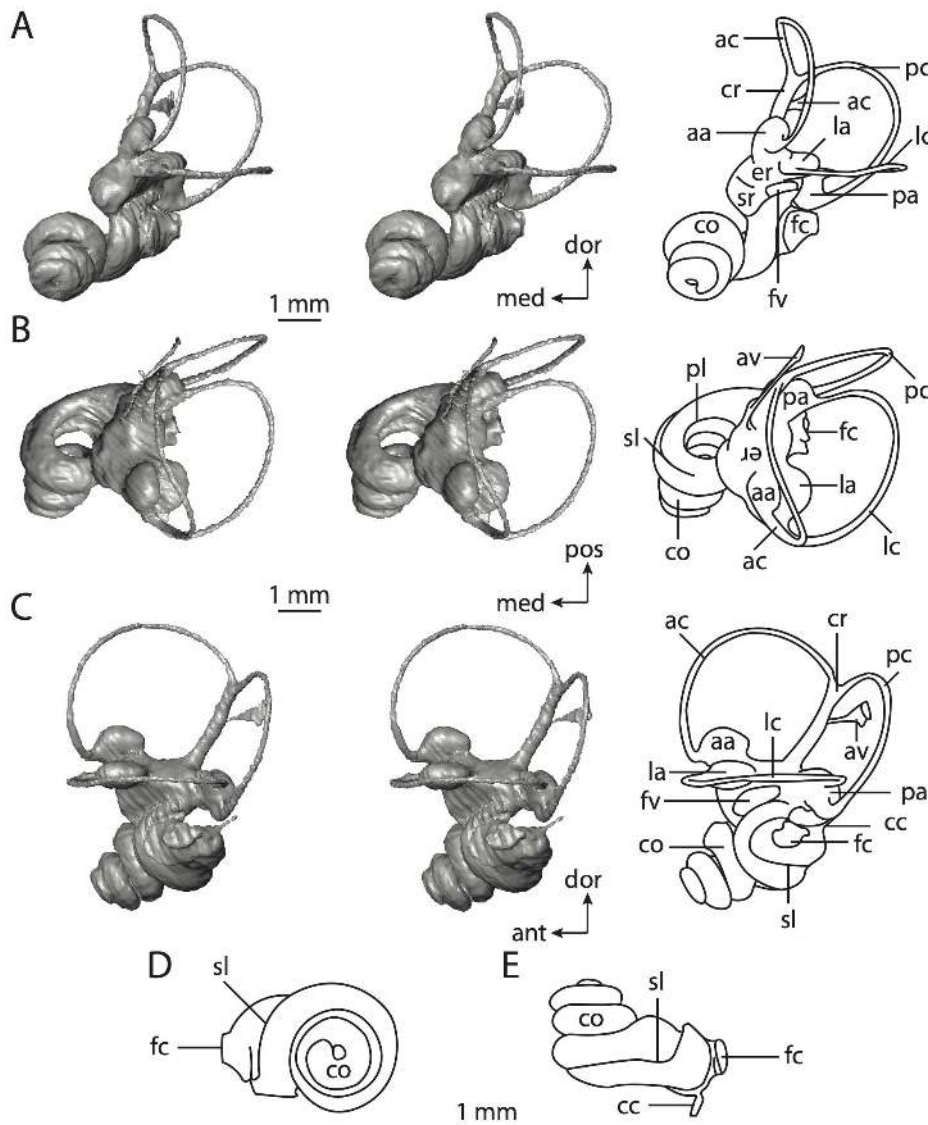 A
ac
pc
cr
ac
aa
la
lc
er
sr
pa
co
fc
fv
dor
med
1 mm
B
av
pl
pc
pa
sl
fc
er
aa
la
co
ac
lc
pos
med
1 mm
C
ac
cr
pc
aa
lc
av
la
fv
pa
cc
co
fc
sl
dor
ant
D
sl
fc
co
E
sl
co
fc
cc
1 mm